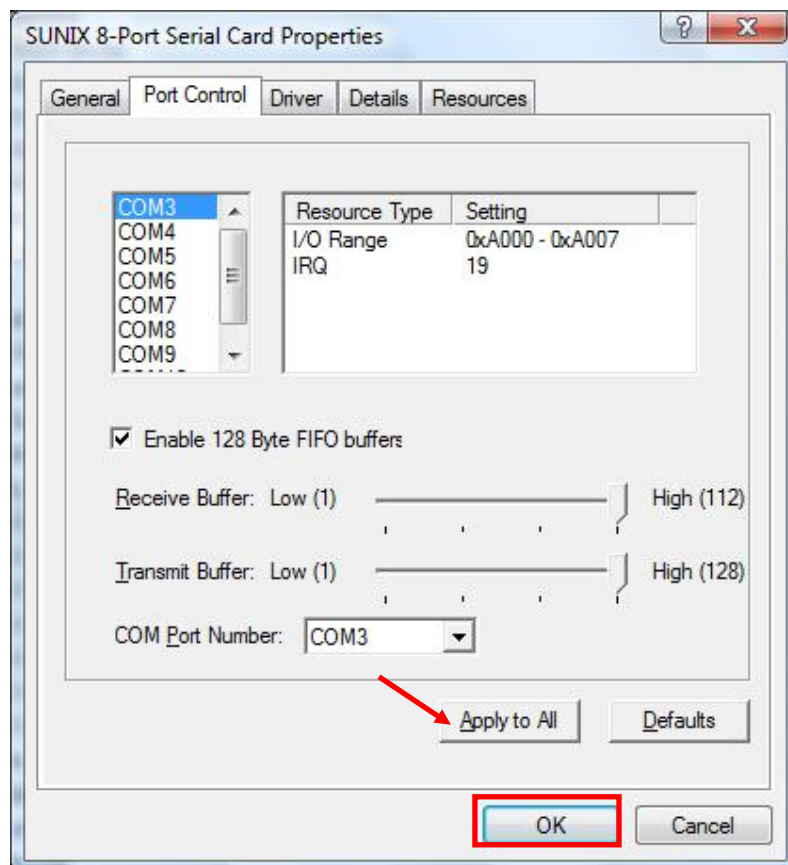 SUNIX 8-Port Serial Card Properties
General Port Control Driver Details Resources
COM3
COM4
COM5
COM6
COM7
COM8
COM9
Resource Type Setting
I/O Range 0xA000 - 0xA007
IRQ 19
Enable 128 Byte FIFO buffers
Receive Buffer: Low (1) High (112)
Transmit Buffer: Low (1) High (128)
COM Port Number: COM3
Apply to All Defaults
OK Cancel